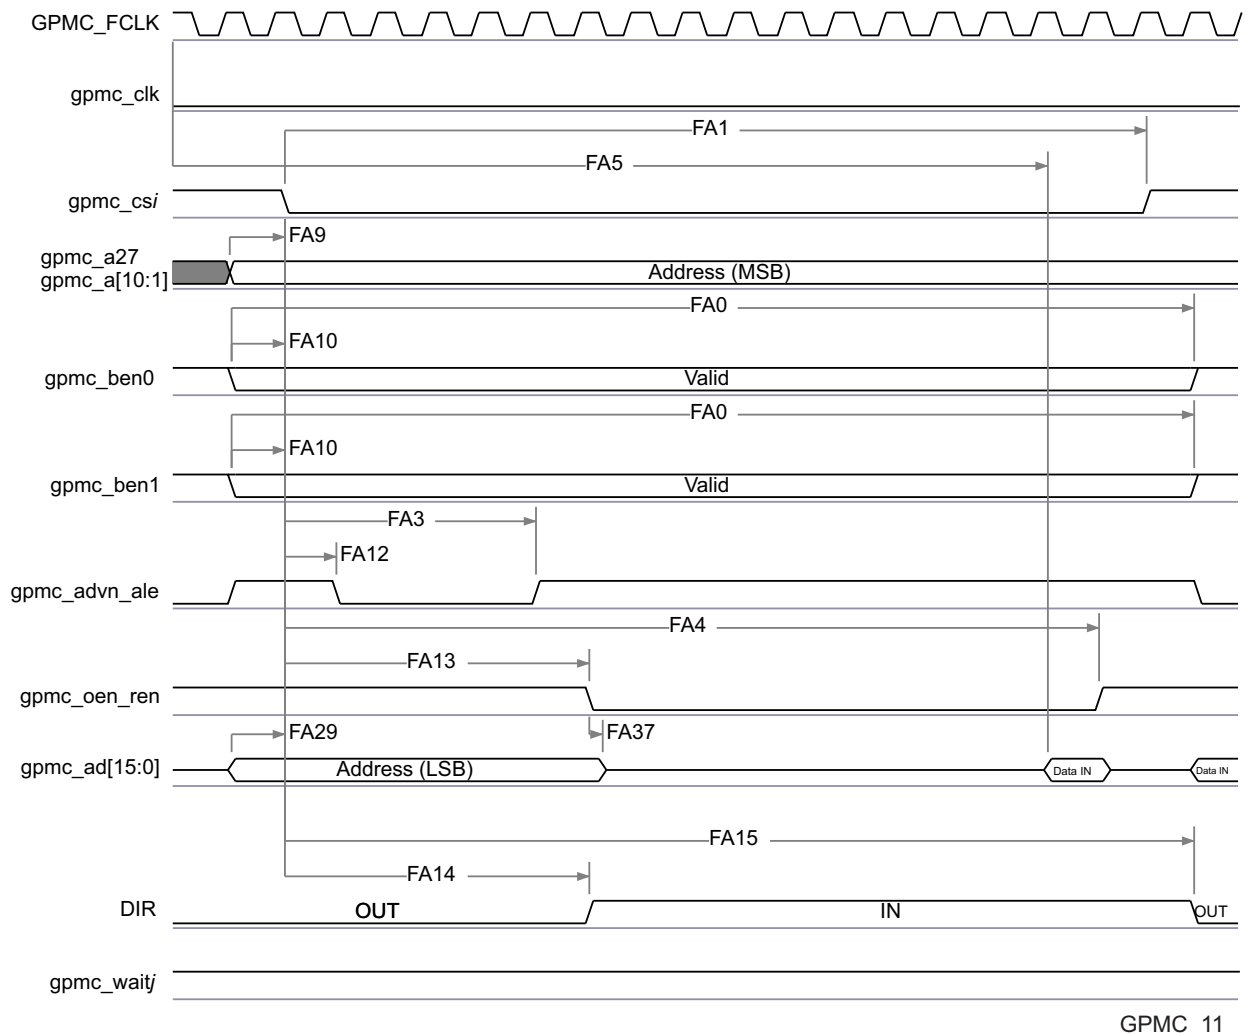 GPMC_FCLK
gpmc_clk
FA1
FA5
gpmc_csi
FA9
gpmc_a27
gpmc_a[10:1]
Address (MSB)
FA0
FA10
gpmc_ben0
Valid
FA0
FA10
gpmc_ben1
Valid
FA3
FA12
gpmc_advn_ale
FA4
FA13
gpmc_oen_ren
FA29
FA37
gpmc_ad[15:0]
Address (LSB)
Data IN
Data IN
FA15
FA14
DIR
OUT
IN
OUT
gpmc_waitj
GPMC_11